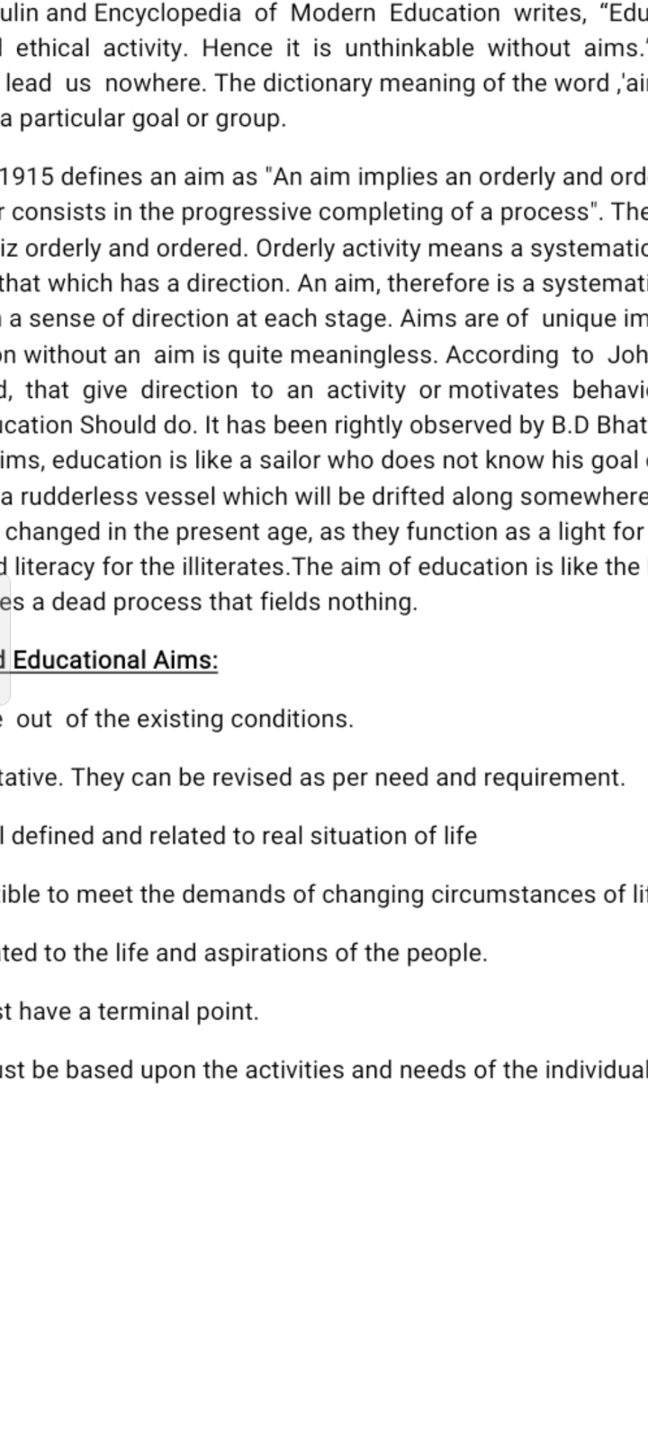 ulin and Encyclopedia of Modern Education writes, “Edu
l ethical activity. Hence it is unthinkable without aims.”
lead us nowhere. The dictionary meaning of the word ,'ai
a particular goal or group.
1915 defines an aim as "An aim implies an orderly and ord
r consists in the progressive completing of a process". The
iz orderly and ordered. Orderly activity means a systematic
that which has a direction. An aim, therefore is a systemati
a sense of direction at each stage. Aims are of unique im
on without an aim is quite meaningless. According to Joh
d, that give direction to an activity or motivates behavi
ucation Should do. It has been rightly observed by B.D Bhat
ims, education is like a sailor who does not know his goal
a rudderless vessel which will be drifted along somewhere
changed in the present age, as they function as a light for
d literacy for the illiterates.The aim of education is like the
es a dead process that fields nothing.
d Educational Aims:
e out of the existing conditions.
tative. They can be revised as per need and requirement.
l defined and related to real situation of life
ible to meet the demands of changing circumstances of li
ted to the life and aspirations of the people.
st have a terminal point.
ust be based upon the activities and needs of the individual